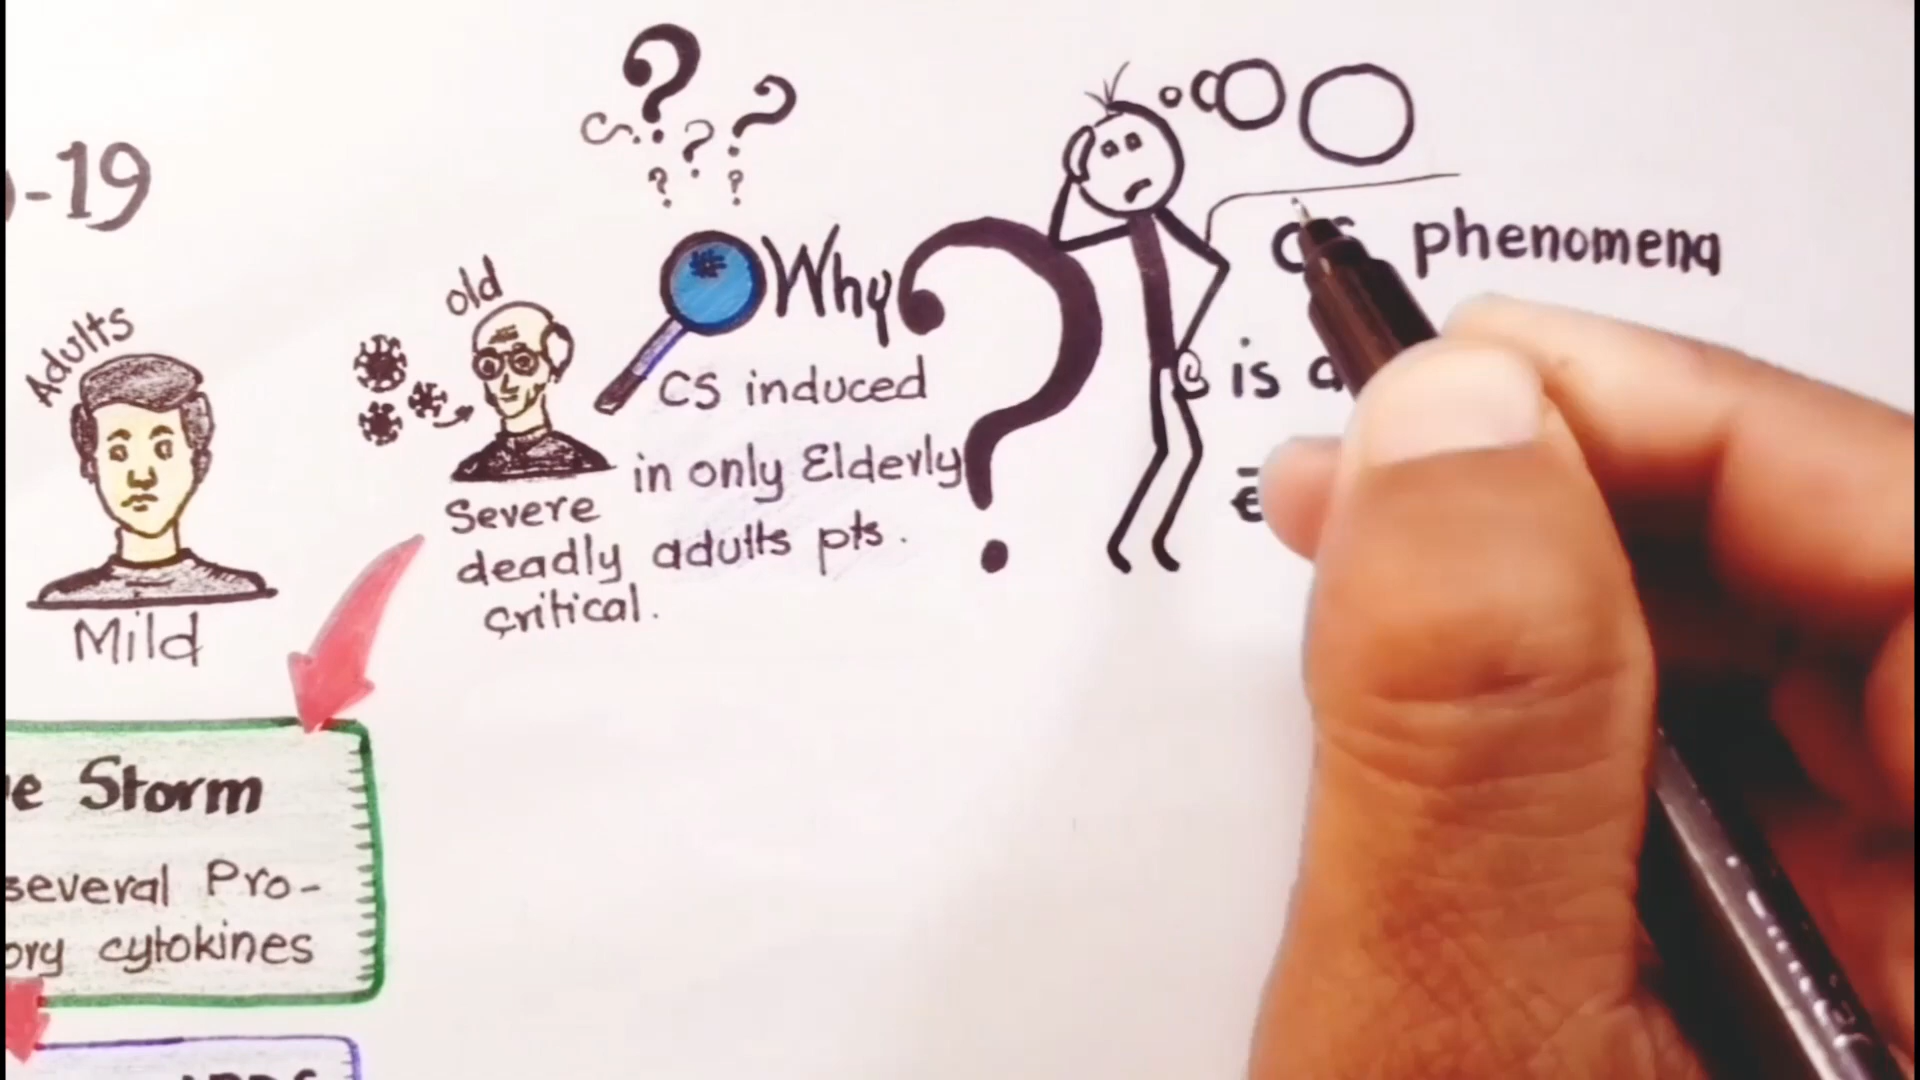 -19
Adults
Mild
old
Severe
deadly
critical.
? ? ? ? ?
Why ?
CS induced
in only Elderly
adults pts.
CS phenomena
is
Storm
several Pro-
cytokines